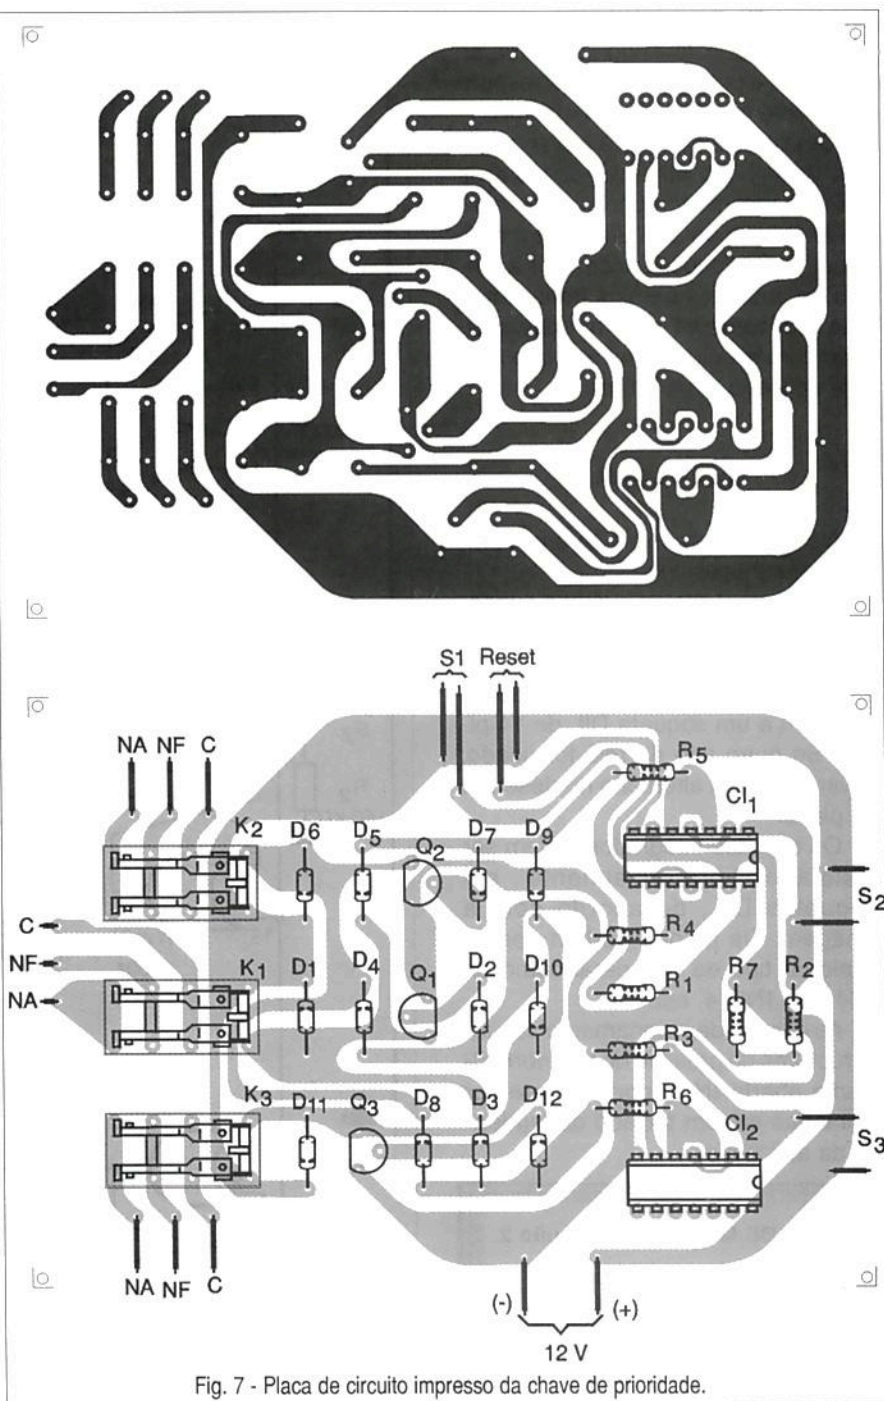 S1 Reset
NA NF C
R5
CI1
K2 D6 D5 Q2 D7 D9
S2
C
NF
NA
R4
K1 D1 D4 Q1 D2 D10
R1 R7 R2
R3
K3 D11 Q3 D8 D3 D12
R6 CI2
S3
NA NF C
(-) (+)
12 V
Fig. 7 - Placa de circuito impresso da chave de prioridade.